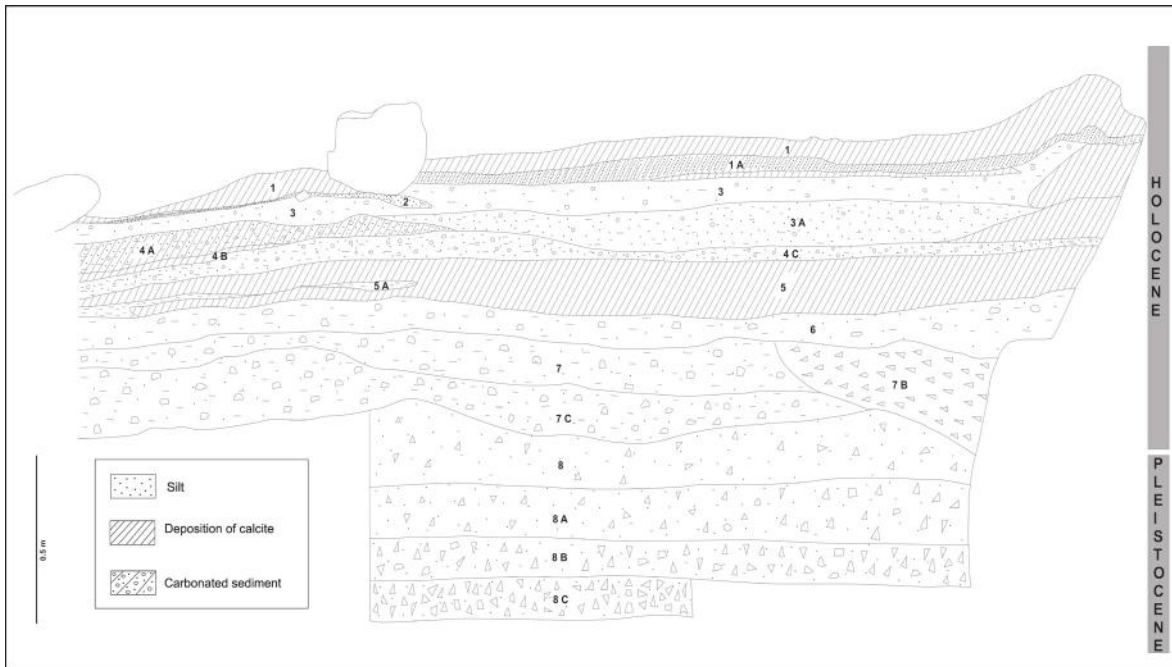 1
1 A
1
3
2
3
3 A
4 A
4 B
4 C
5 A
5
6
7
7 B
7 C
8
8 A
8 B
8 C
Silt
Deposition of calcite
Carbonated sediment
0.5 m
HOLOCENE
PLEISTOCENE